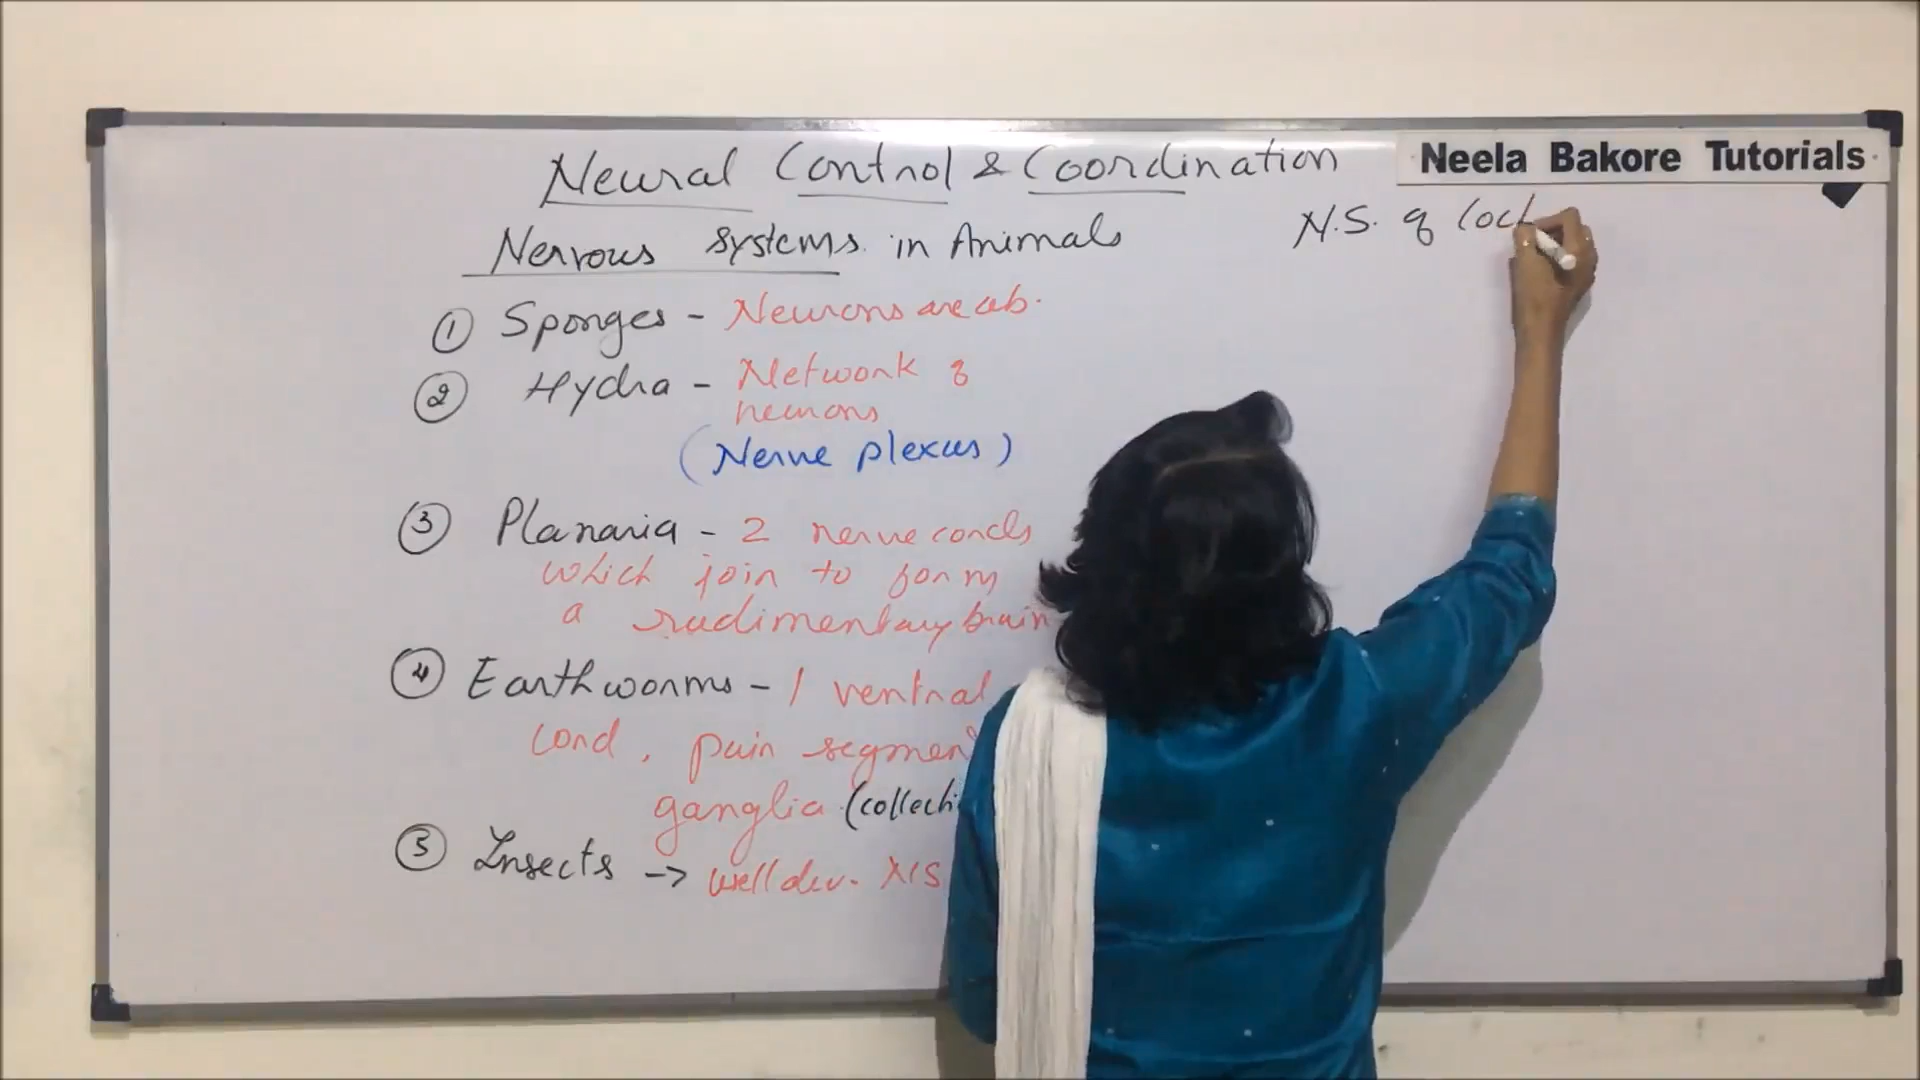 Neural Control & Coordination
Neela Bakore Tutorials
Nervous systems in Animals
① Sponges - Neurons are ab.
② Hydra - Network of
neurons
(Nerve plexus)
③ Planaria - 2 nerve cords
which join to form
a rudimentary brain
④ Earthworms - 1 ventral
cord, pair segmen
ganglia (collecti
⑤ Insects -> well dev. N/S
N.S. of Cock